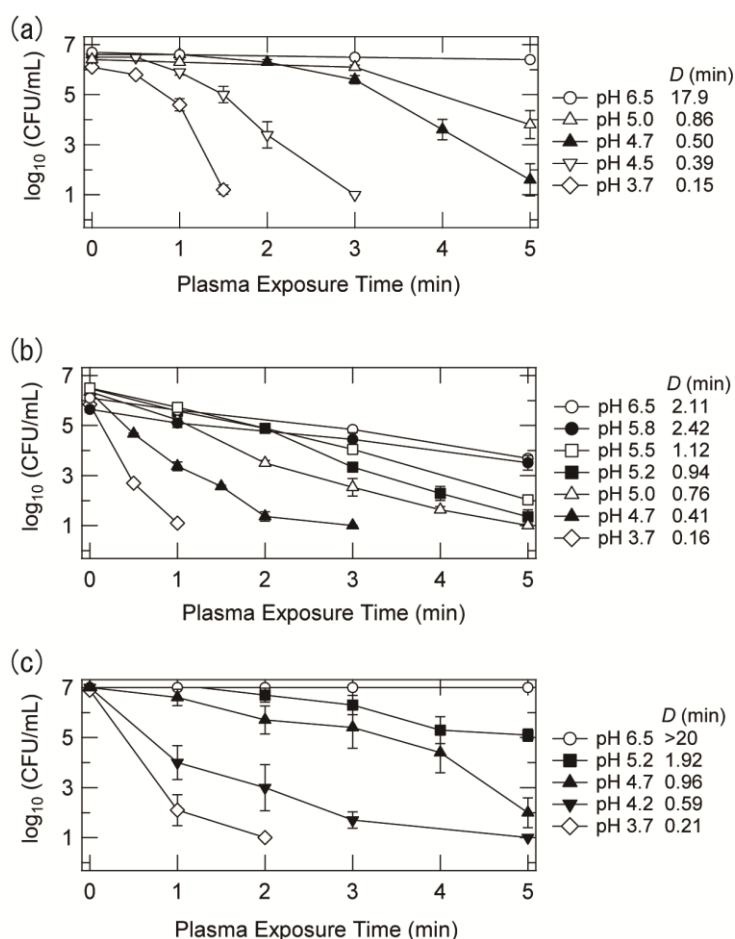 (a)
7
5
3
1
log10 (CFU/mL)
0 1 2 3 4 5
Plasma Exposure Time (min)
D (min)
pH 6.5 17.9
pH 5.0 0.86
pH 4.7 0.50
pH 4.5 0.39
pH 3.7 0.15
(b)
7
5
3
1
log10 (CFU/mL)
0 1 2 3 4 5
Plasma Exposure Time (min)
D (min)
pH 6.5 2.11
pH 5.8 2.42
pH 5.5 1.12
pH 5.2 0.94
pH 5.0 0.76
pH 4.7 0.41
pH 3.7 0.16
(c)
7
5
3
1
log10 (CFU/mL)
0 1 2 3 4 5
Plasma Exposure Time (min)
D (min)
pH 6.5 >20
pH 5.2 1.92
pH 4.7 0.96
pH 4.2 0.59
pH 3.7 0.21